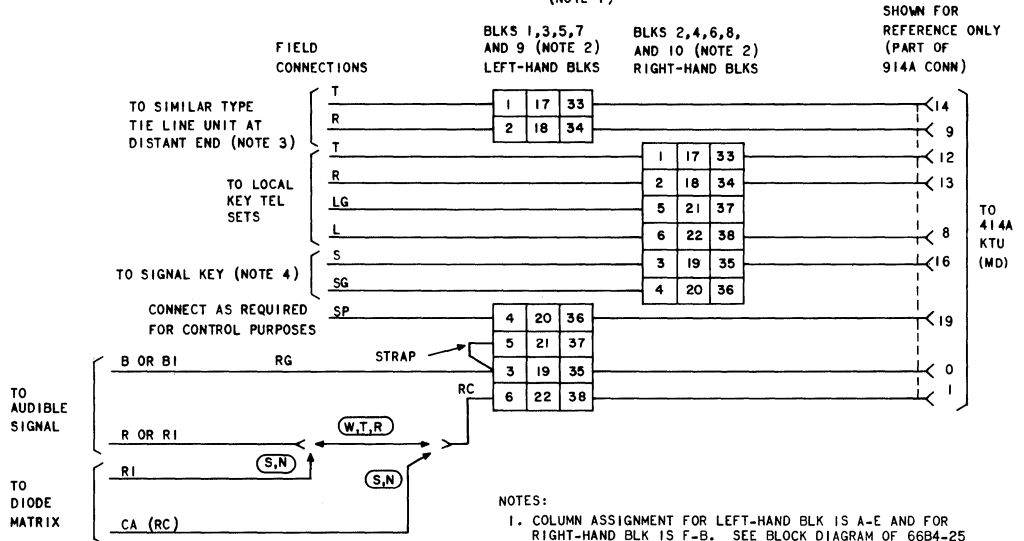 (NOTE 1)
SHOWN FOR
REFERENCE ONLY
(PART OF
914A CONN)
BLKS 1,3,5,7
AND 9 (NOTE 2)
LEFT-HAND BLKS
BLKS 2,4,6,8,
AND 10 (NOTE 2)
RIGHT-HAND BLKS
FIELD
CONNECTIONS
TO SIMILAR TYPE
TIE LINE UNIT AT
DISTANT END (NOTE 3)
T
1 17 33
14
R
2 18 34
9
TO LOCAL
KEY TEL
SETS
T
1 17 33
12
R
2 18 34
13
LG
5 21 37
L
6 22 38
8
TO SIGNAL KEY (NOTE 4)
S
3 19 35
16
SG
4 20 36
TO
414A
KTU
(MD)
CONNECT AS REQUIRED
FOR CONTROL PURPOSES
SP
4 20 36
19
STRAP
5 21 37
TO
AUDIBLE
SIGNAL
B OR B1
RG
3 19 35
0
RC
6 22 38
1
R OR R1
W,T,R
TO
DIODE
MATRIX
R1
S,N
S,N
CA (RC)
NOTES:
1. COLUMN ASSIGNMENT FOR LEFT-HAND BLK IS A-E AND FOR
RIGHT-HAND BLK IS F-B. SEE BLOCK DIAGRAM OF 66B4-25